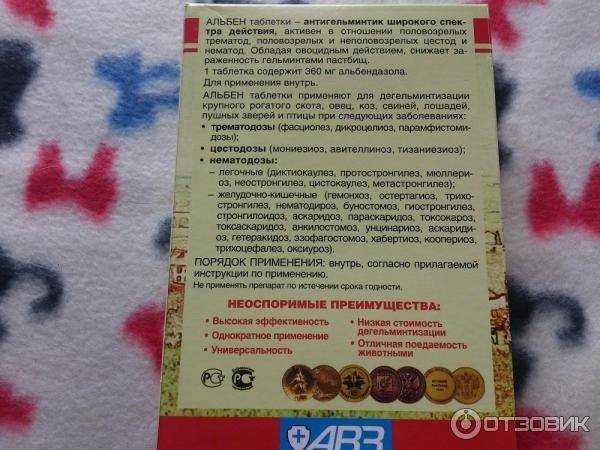 АЛЬБЕН таблетки – антигельминтик широкого спек-
тра действия, активен в отношении половозрелых
трематод, половозрелых и неполовозрелых цестод и
нематод. Обладая овоцидным действием, снижает за-
раженность гельминтами пастбищ.
1 таблетка содержит 360 мг альбендазола.
Для применения внутрь.
АЛЬБЕН таблетки применяют для дегельминтизации
крупного рогатого скота, овец, коз, свиней, лошадей,
пушных зверей и птицы при следующих заболеваниях:
• трематодозы (фасциолез, дикроцелиоз, парамфистоми-
дозы);
• цестодозы (мониезиоз, авителлиноз, тизаниезиоз);
• нематодозы:
– легочные (диктиокаулез, протостронгилез, мюллери-
оз, неостронгилез, цистокаулез, метастронгилез);
– желудочно-кишечные (гемонхоз, остертагиоз, трихо-
стронгилез, нематодироз, буностомоз, гиостронгилез,
стронгилоидоз, аскаридоз, параскаридоз, токсокароз,
токсаскаридоз, анкилостомоз, унцинариоз, аскариди-
оз, гетеракидоз, эзофагостомоз, хабертиоз, коопериоз,
трихоцефалез, оксиуроз).
ПОРЯДОК ПРИМЕНЕНИЯ: внутрь, согласно прилагаемой
инструкции по применению.
Не применять препарат по истечении срока годности.
НЕОСПОРИМЫЕ ПРЕИМУЩЕСТВА:
• Высокая эффективность
• Однократное применение
• Универсальность
• Низкая стоимость
дегельминтизации
• Отличная поедаемость
животными
АВЗ
ОТЗОВИК